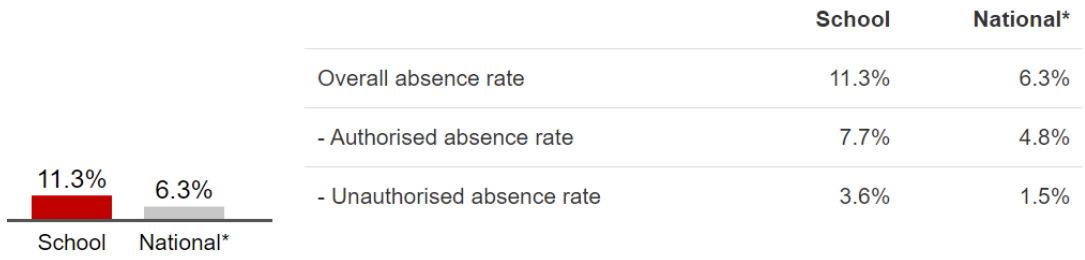 School National*
Overall absence rate 11.3% 6.3%
- Authorised absence rate 7.7% 4.8%
- Unauthorised absence rate 3.6% 1.5%
11.3% 6.3%
School National*